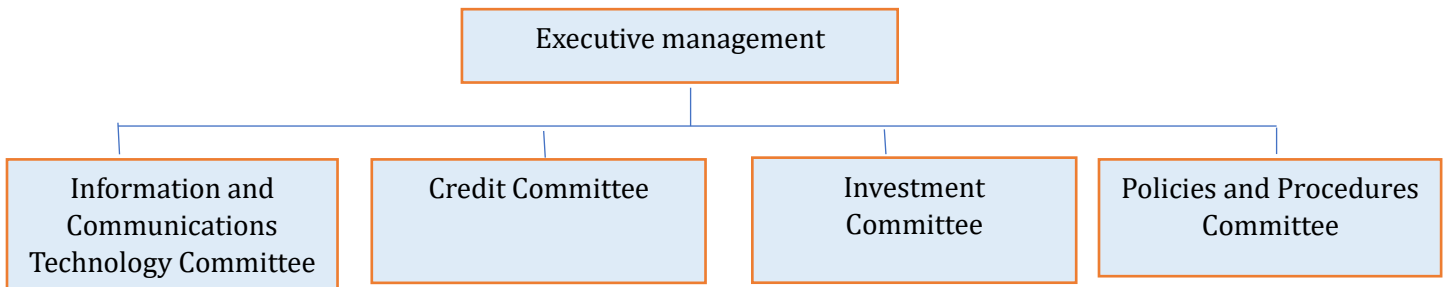 Executive management
Information and
Communications
Technology Committee
Credit Committee
Investment
Committee
Policies and Procedures
Committee